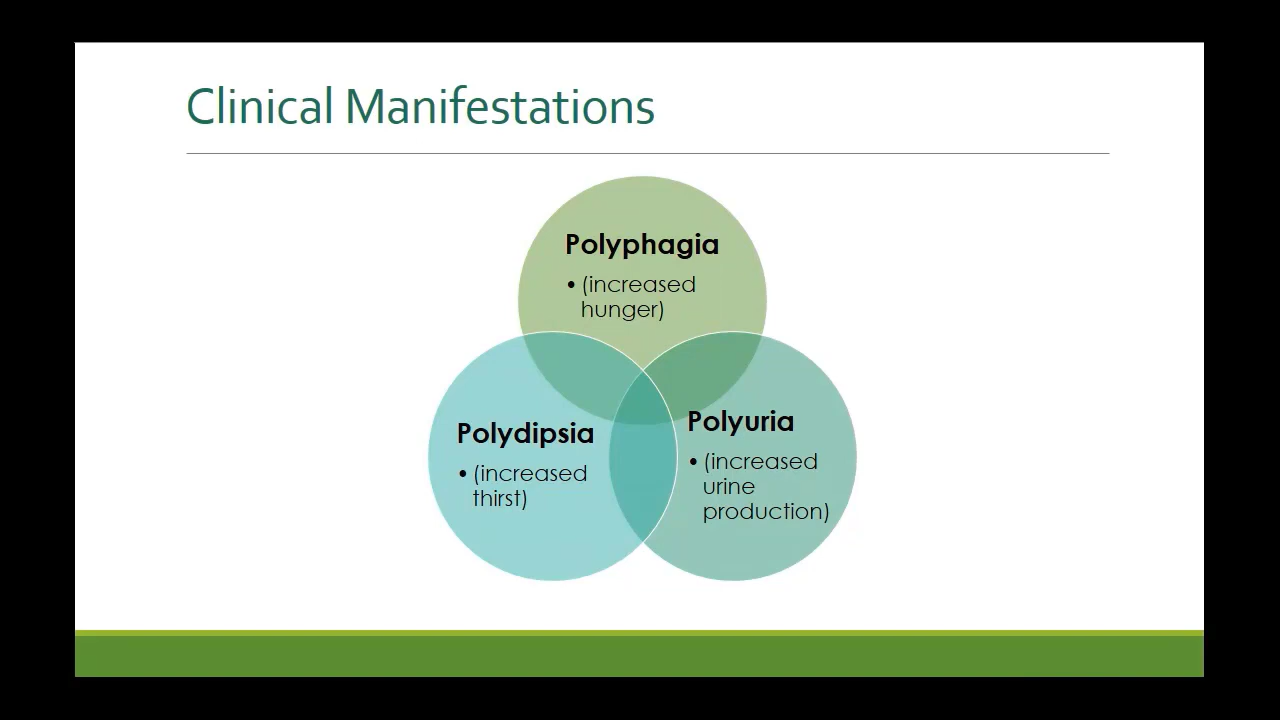 Clinical Manifestations
Polyphagia
• (increased
hunger)
Polydipsia
• (increased
thirst)
Polyuria
• (increased
urine
production)